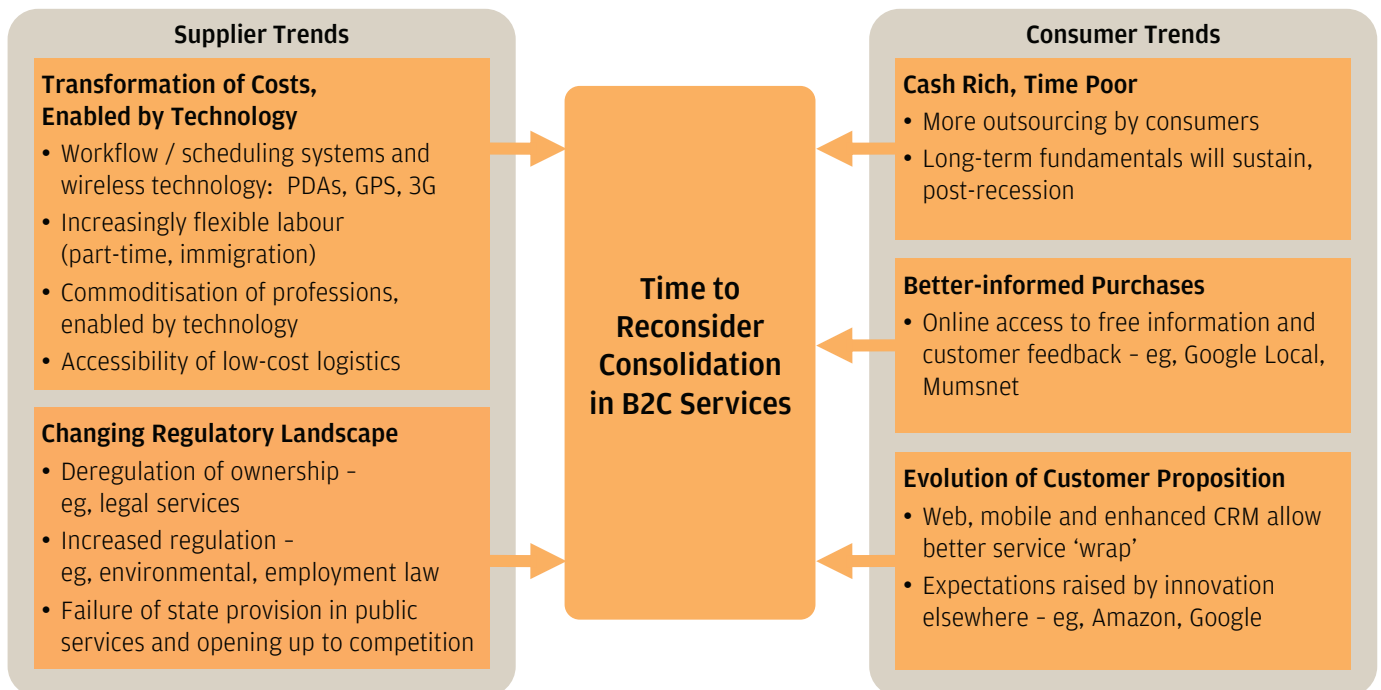 Supplier Trends
Transformation of Costs,
Enabled by Technology
• Workflow / scheduling systems and
wireless technology: PDAs, GPS, 3G
• Increasingly flexible labour
(part-time, immigration)
• Commoditisation of professions,
enabled by technology
• Accessibility of low-cost logistics
Changing Regulatory Landscape
• Deregulation of ownership –
eg, legal services
• Increased regulation –
eg, environmental, employment law
• Failure of state provision in public
services and opening up to competition
Time to
Reconsider
Consolidation
in B2C Services
Consumer Trends
Cash Rich, Time Poor
• More outsourcing by consumers
• Long-term fundamentals will sustain,
post-recession
Better-informed Purchases
• Online access to free information and
customer feedback – eg, Google Local,
Mumsnet
Evolution of Customer Proposition
• Web, mobile and enhanced CRM allow
better service ‘wrap’
• Expectations raised by innovation
elsewhere – eg, Amazon, Google